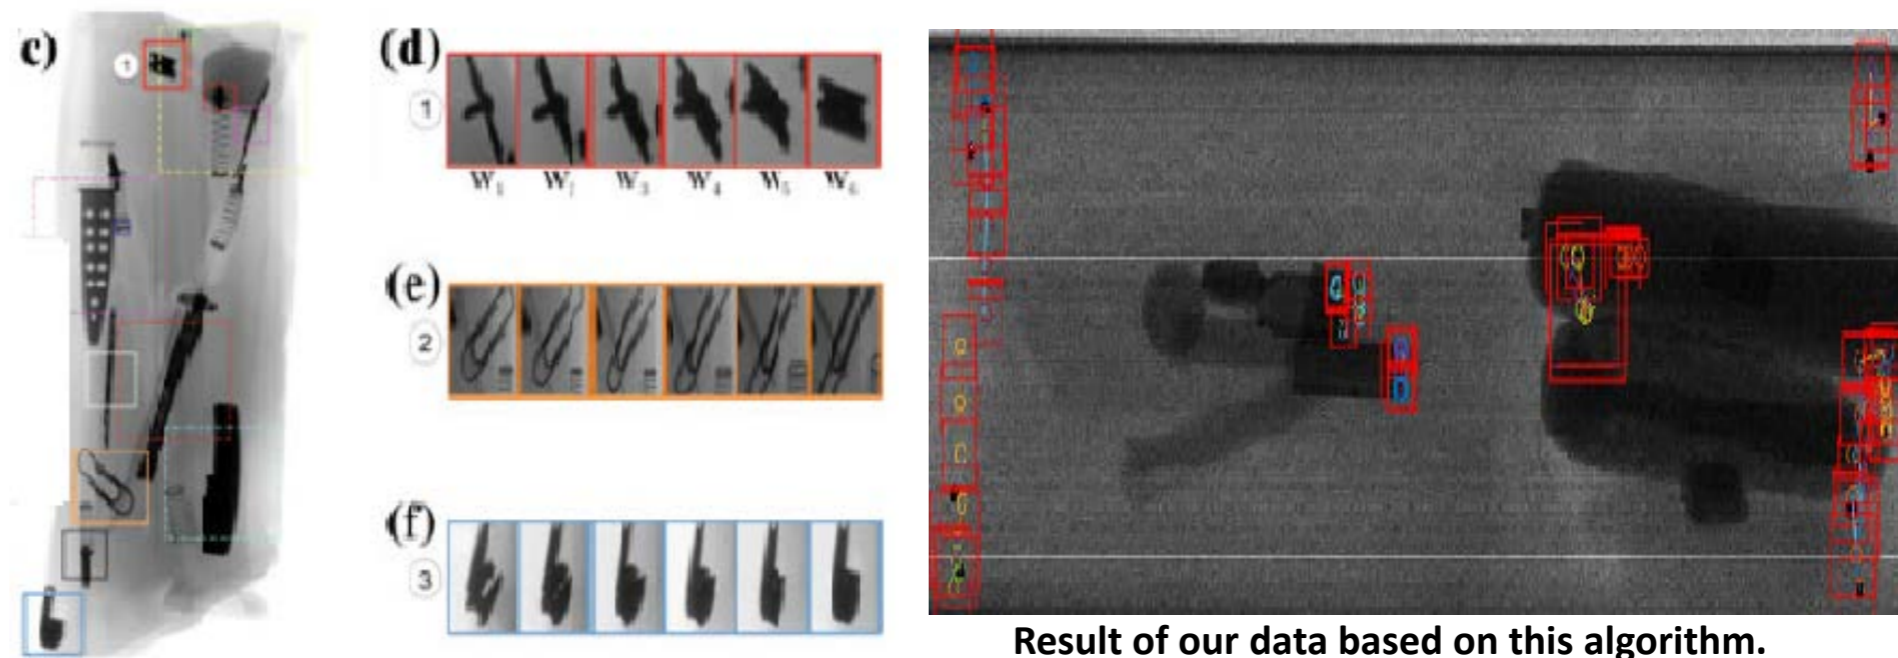 c)
1
(d)
1
W₁ W₂ W₃ W₄ W₅ W₆
(e)
2
(f)
3
Result of our data based on this algorithm.